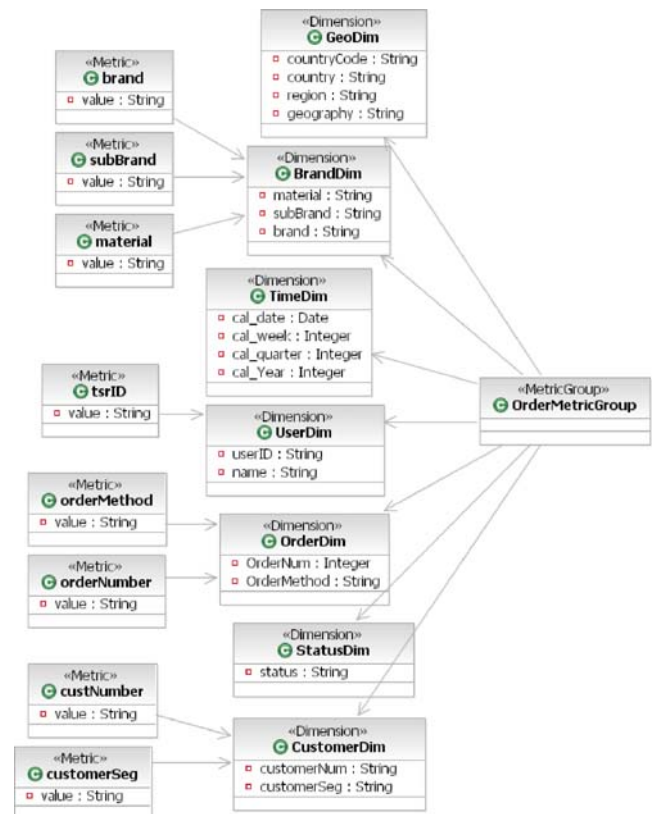 «Dimension»
GeoDim
countryCode : String
country : String
region : String
geography : String
«Metric»
brand
value : String
«Metric»
subBrand
value : String
«Metric»
material
value : String
«Dimension»
BrandDim
material : String
subBrand : String
brand : String
«Dimension»
TimeDim
cal_date : Date
cal_week : Integer
cal_quarter : Integer
cal_Year : Integer
«Metric»
tsrID
value : String
«Dimension»
UserDim
userID : String
name : String
«MetricGroup»
OrderMetricGroup
«Metric»
orderMethod
value : String
«Metric»
orderNumber
value : String
«Dimension»
OrderDim
OrderNum : Integer
OrderMethod : String
«Dimension»
StatusDim
status : String
«Metric»
custNumber
value : String
«Metric»
customerSeg
value : String
«Dimension»
CustomerDim
customerNum : String
customerSeg : String